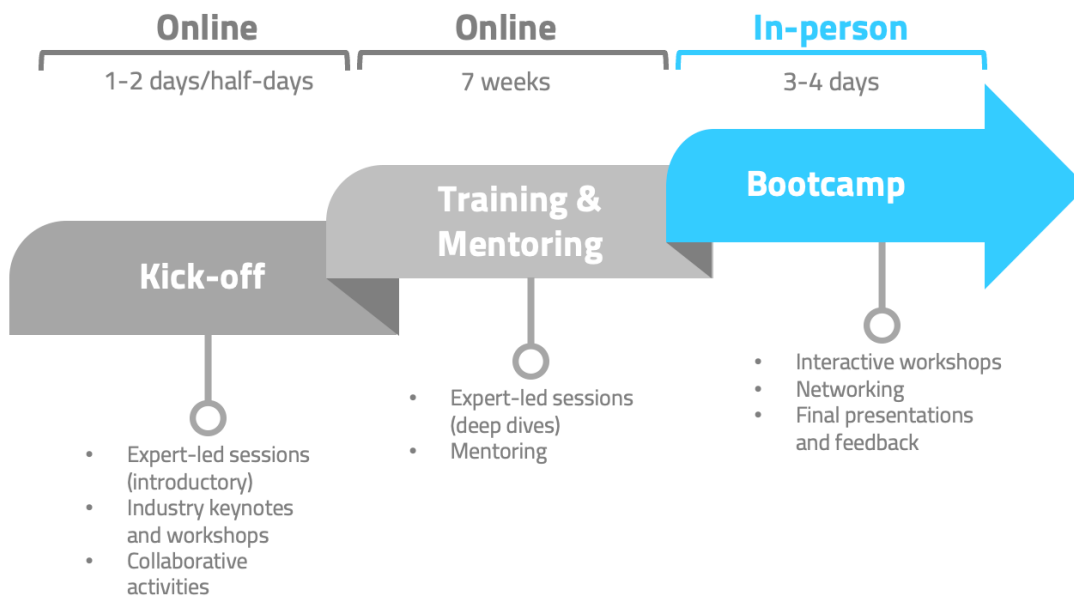 Online
1-2 days/half-days
Online
7 weeks
In-person
3-4 days
Kick-off
Training &
Mentoring
Bootcamp
• Expert-led sessions
(introductory)
• Industry keynotes
and workshops
• Collaborative
activities
• Expert-led sessions
(deep dives)
• Mentoring
• Interactive workshops
• Networking
• Final presentations
and feedback